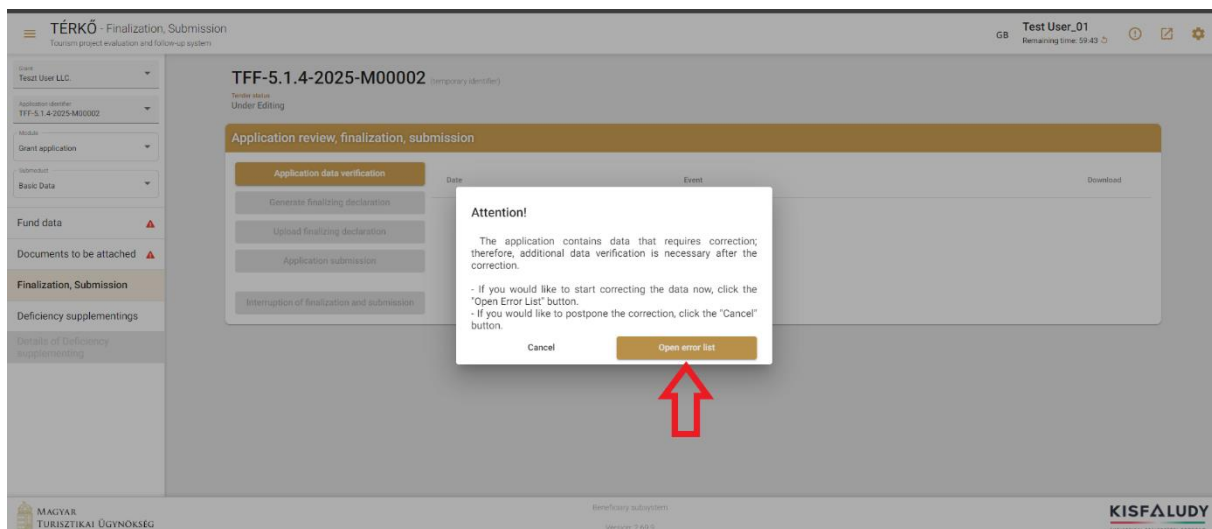 TÉRKŐ - Finalization, Submission
Tourism project evaluation and follow-up system
GB
Test User_01
Remaining time: 59:43
Teszt User LLC.
Application identifier
TFF-5.1.4-2025-M00002
Module
Grant application
Submodule
Basic Data
Fund data
Documents to be attached
Finalization, Submission
Deficiency supplementings
Details of Deficiency
supplementing
TFF-5.1.4-2025-M00002 (temporary identifier)
Tender status
Under Editing
Application review, finalization, submission
Application data verification
Generate finalizing declaration
Upload finalizing declaration
Application submission
Interruption of finalization and submission
Date
Event
Download
Attention!
The application contains data that requires correction;
therefore, additional data verification is necessary after the
correction.
- If you would like to start correcting the data now, click the
"Open Error List" button.
- If you would like to postpone the correction, click the "Cancel"
button.
Cancel
Open error list
MAGYAR
TURISZTIKAI ÜGYNÖKSÉG
Beneficiary subsystem
KISFALUDY